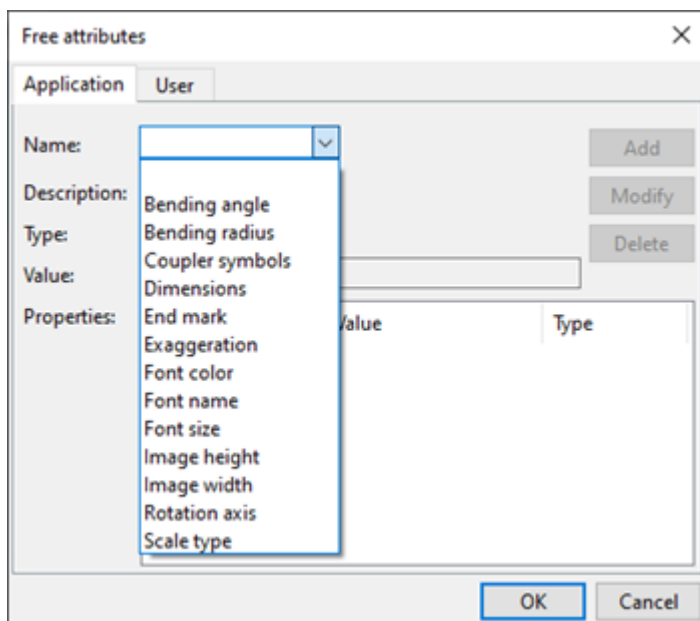 Free attributes
Application User
Name:
Add
Description:
Modify
Type:
Delete
Value:
Properties:
Type
Bending angle
Bending radius
Coupler symbols
Dimensions
End mark
Exaggeration
Font color
Font name
Font size
Image height
Image width
Rotation axis
Scale type
OK Cancel